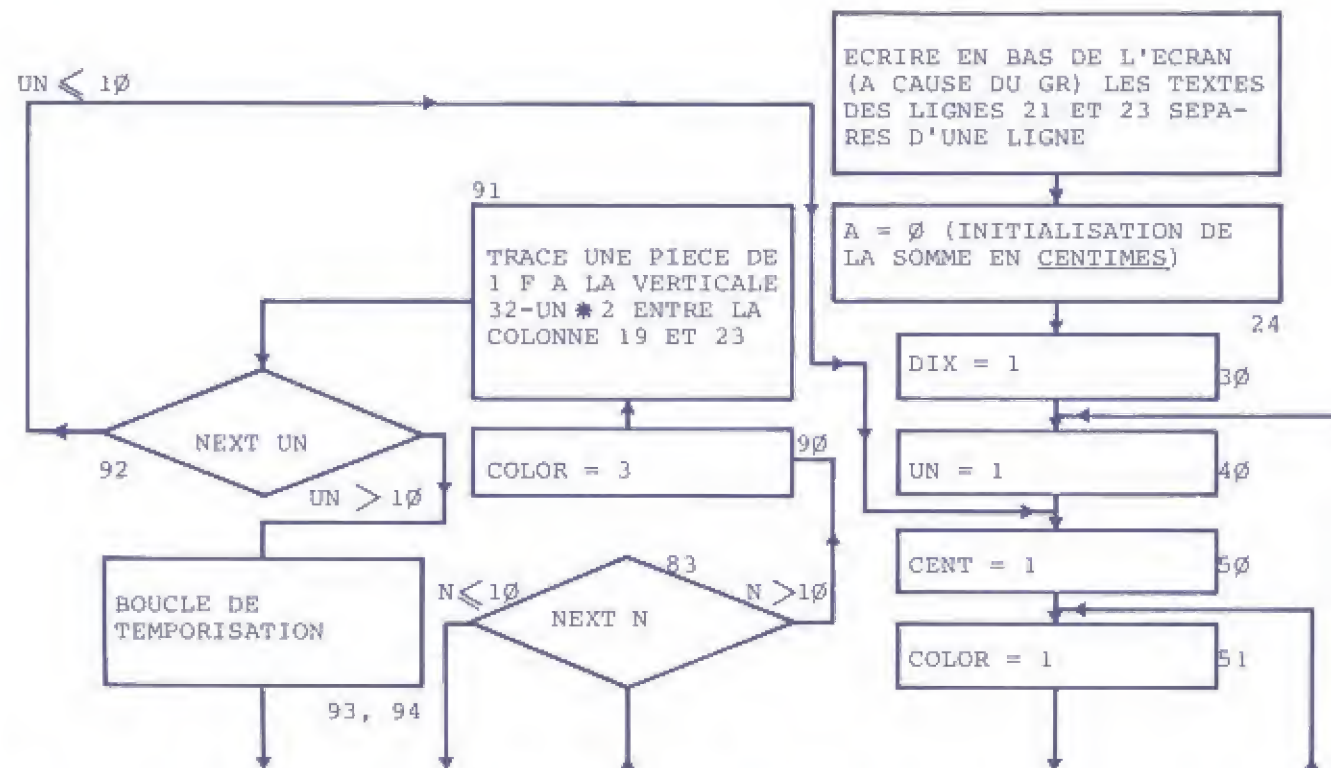 UN ⩽ 1Ø
ECRIRE EN BAS DE L'ECRAN
(A CAUSE DU GR) LES TEXTES
DES LIGNES 21 ET 23 SEPA-
RES D'UNE LIGNE
91
TRACE UNE PIECE DE
1 F A LA VERTICALE
32-UN * 2 ENTRE LA
COLONNE 19 ET 23
A = Ø (INITIALISATION DE
LA SOMME EN CENTIMES)
24
DIX = 1
3Ø
NEXT UN
92
UN > 1Ø
COLOR = 3
9Ø
UN = 1
4Ø
BOUCLE DE
TEMPORISATION
93, 94
83
N ⩽ 1Ø
N > 1Ø
NEXT N
CENT = 1
5Ø
COLOR = 1
51